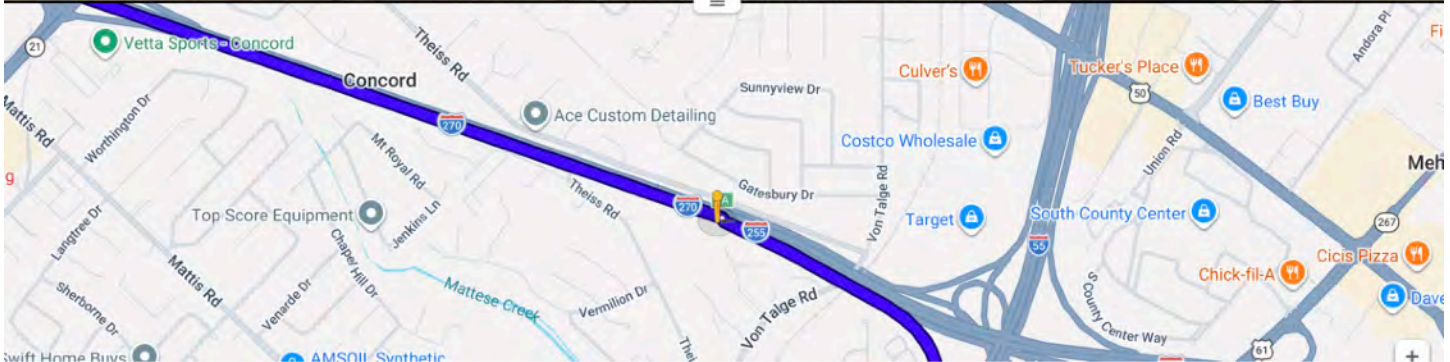 21
Vetta Sports - Concord
Theiss Rd
Concord
Culver's
Tucker's Place
Andora Pl
Fi
Mattis Rd
Worthington Dr
270
Ace Custom Detailing
Sunnyview Dr
50
Best Buy
Costco Wholesale
Union Rd
Meh
g
Mt Royal Rd
Theiss Rd
Gatesbury Dr
Von Talge Rd
Langtree Dr
Top Score Equipment
Jenkins Ln
270
A
255
Target
South County Center
267
55
Mattis Rd
Chapel Hill Dr
Mattese Creek
Vermilion Dr
Von Talge Rd
Chick-fil-A
Cicis Pizza
Sherborne Dr
Venarde Dr
S County Center Way
Dave
Swift Home Buys
AMSOIL Synthetic
Thei
61
+